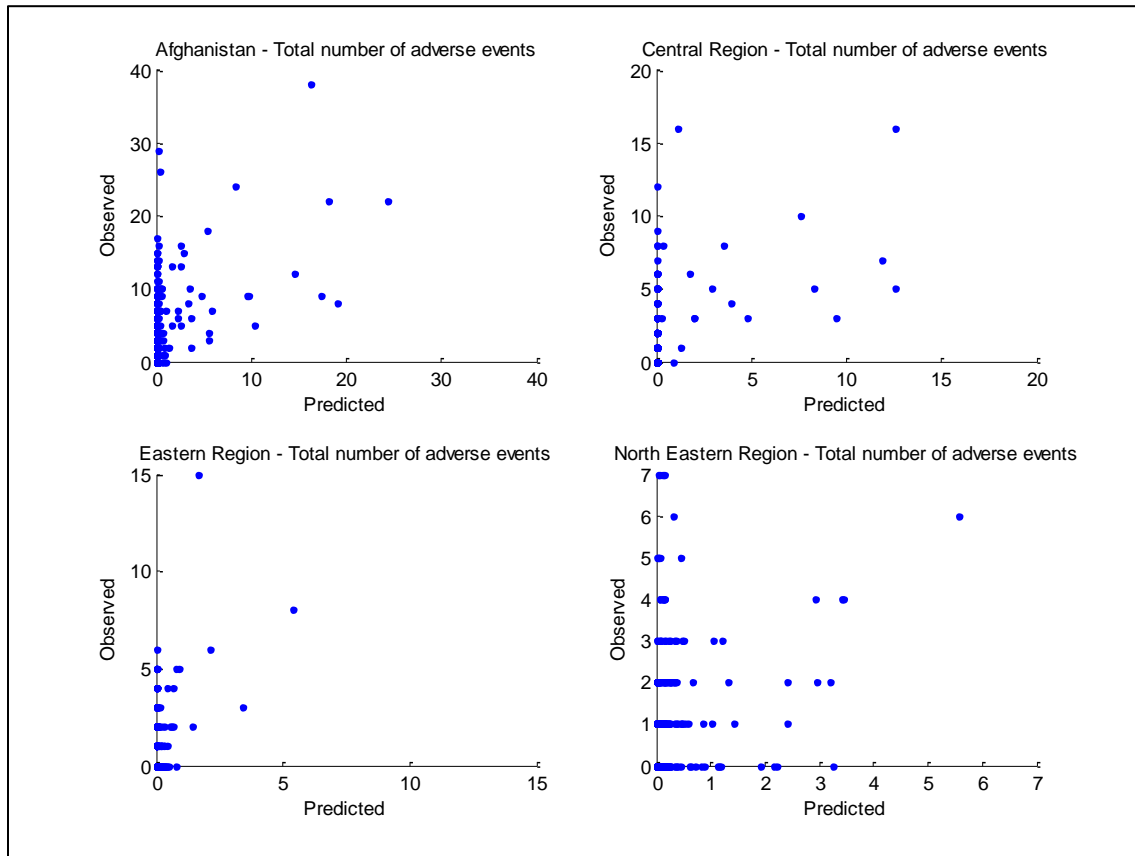 Afghanistan - Total number of adverse events
40
30
20
10
0
0 10 20 30 40
Observed
Predicted
Central Region - Total number of adverse events
20
15
10
5
0
0 5 10 15 20
Observed
Predicted
Eastern Region - Total number of adverse events
15
10
5
0
0 5 10 15
Observed
Predicted
North Eastern Region - Total number of adverse events
7
6
5
4
3
2
1
0
0 1 2 3 4 5 6 7
Observed
Predicted